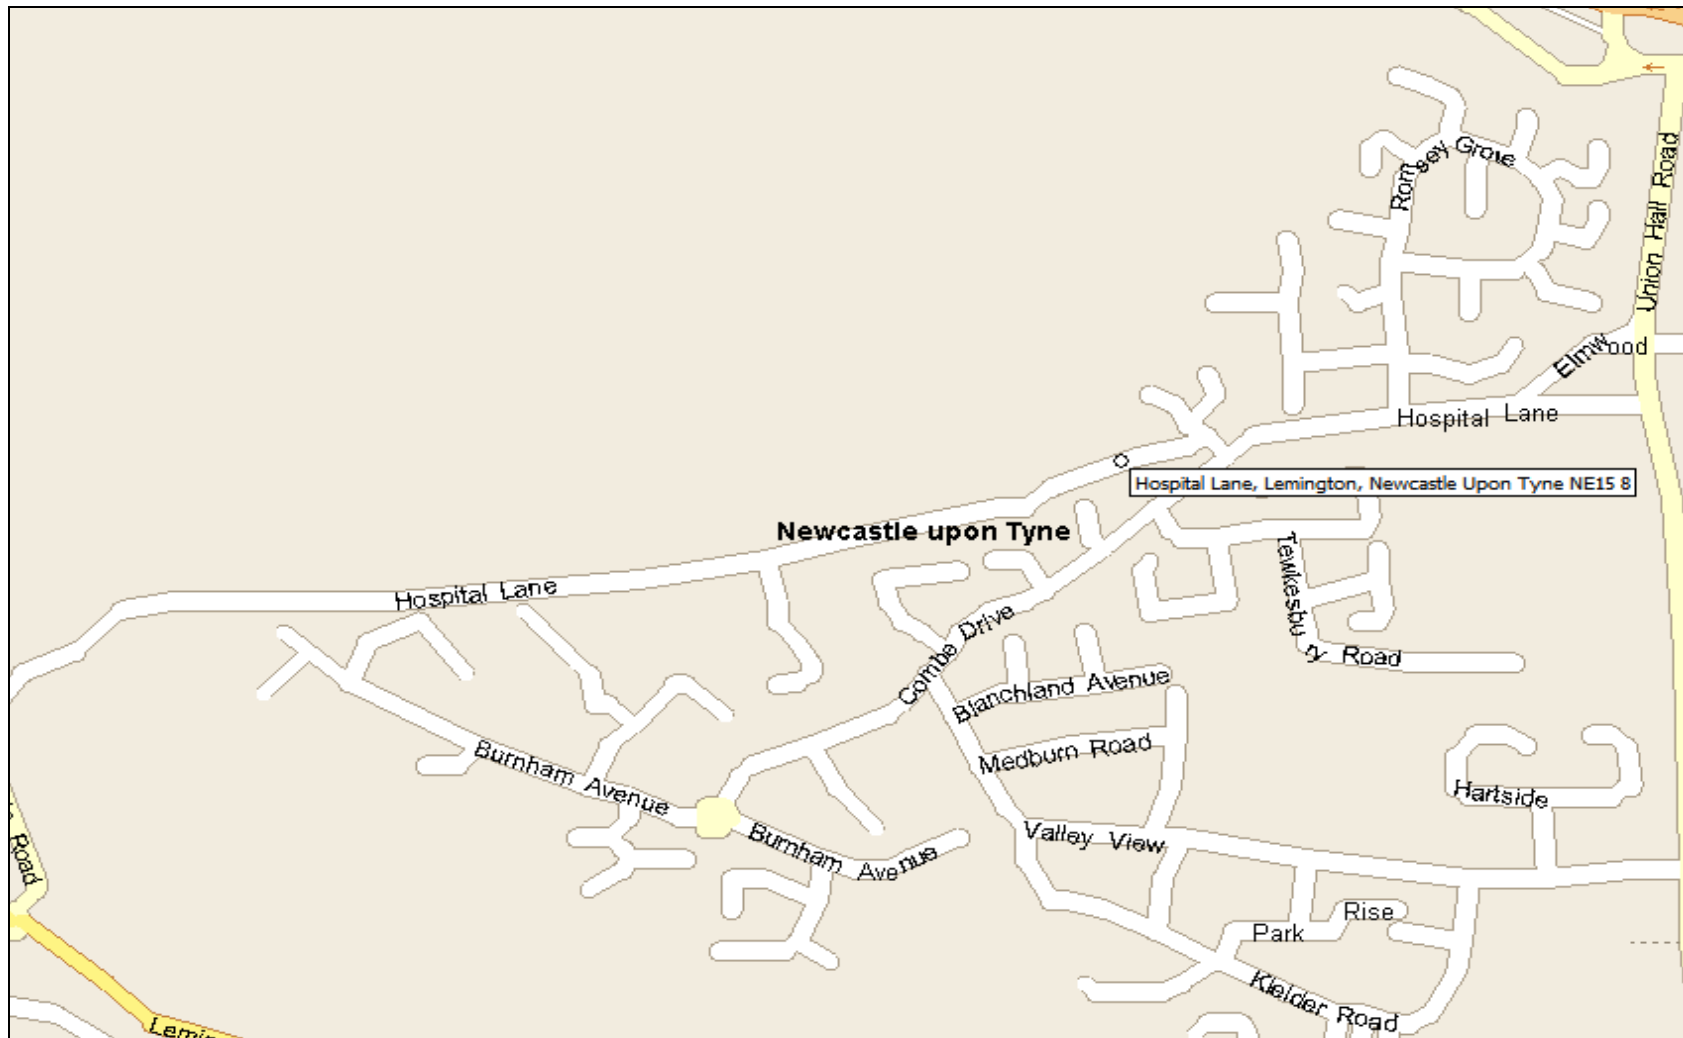 Romsey Grove
Union Hall Road
Elmwood
Hospital Lane
Hospital Lane, Lemington, Newcastle Upon Tyne NE15 8
Newcastle upon Tyne
Tewkesbury Road
Hospital Lane
Combe Drive
Blanchland Avenue
Medburn Road
Burnham Avenue
Hartside
Valley View
Burnham Avenue
Road
Rise
Park
Kielder Road
Lemin